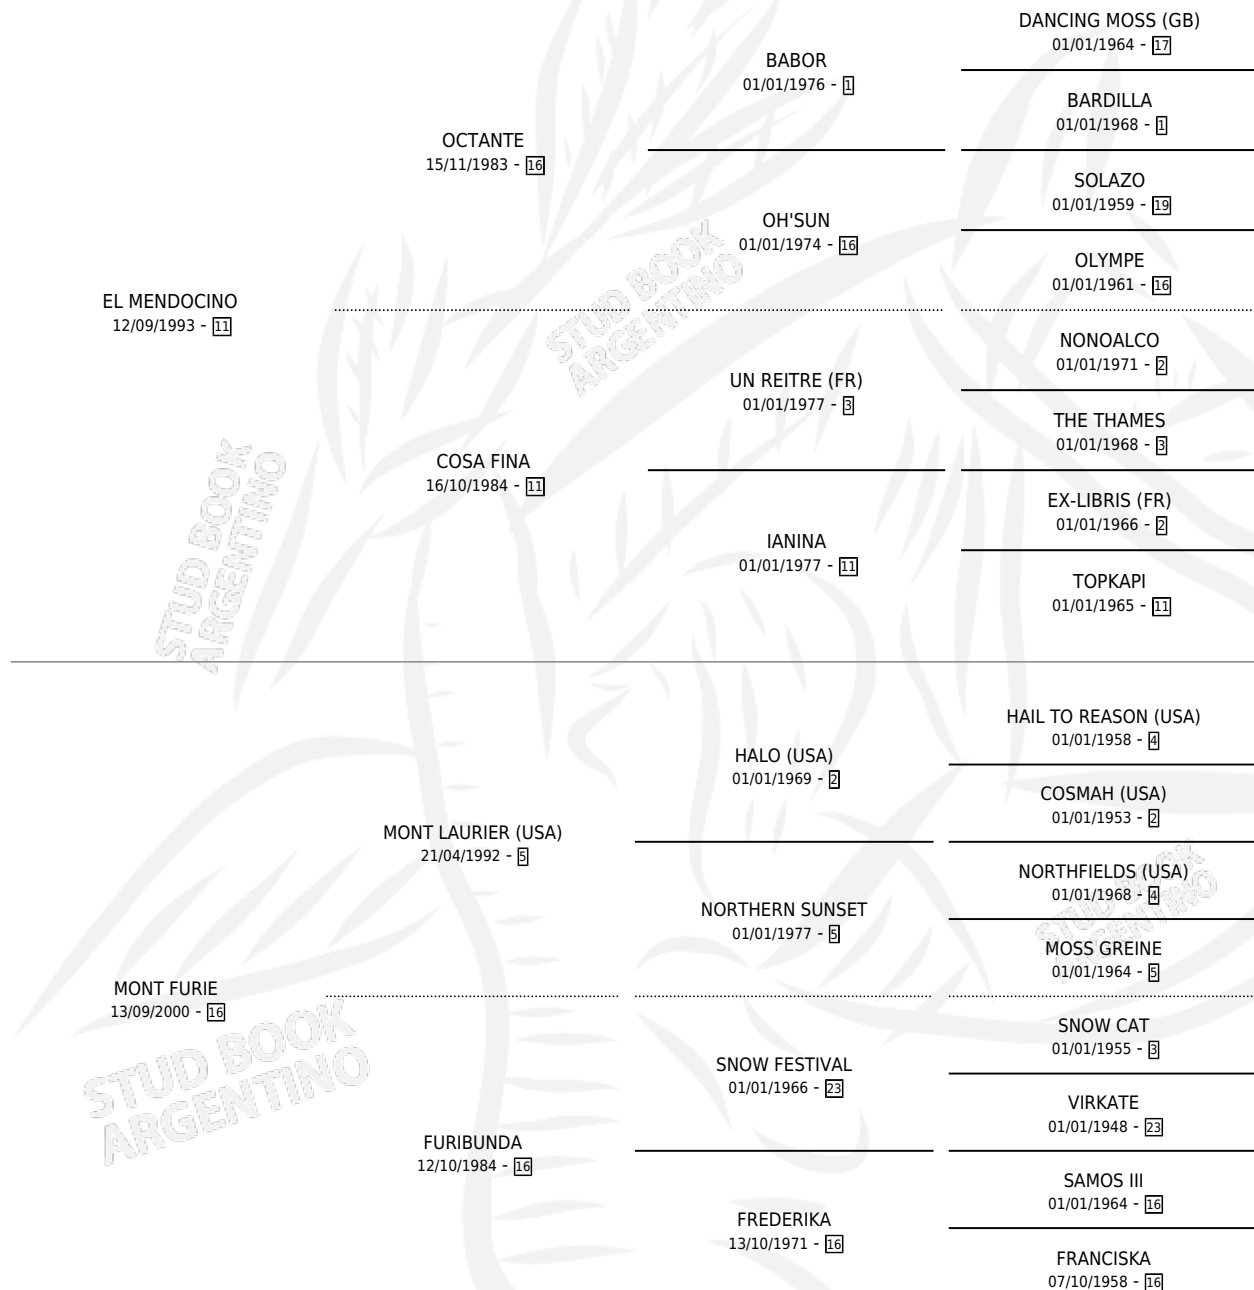 DANCING MOSS (GB)
01/01/1964 - 17
BABOR
01/01/1976 - 1
BARDILLA
01/01/1968 - 1
OCTANTE
15/11/1983 - 16
SOLAZO
01/01/1959 - 19
OH'SUN
01/01/1974 - 16
OLYMPE
01/01/1961 - 16
EL MENDOCINO
12/09/1993 - 11
NONOALCO
01/01/1971 - 2
UN REITRE (FR)
01/01/1977 - 3
THE THAMES
01/01/1968 - 3
COSA FINA
16/10/1984 - 11
EX-LIBRIS (FR)
01/01/1966 - 2
IANINA
01/01/1977 - 11
TOPKAPI
01/01/1965 - 11
HAIL TO REASON (USA)
01/01/1958 - 4
HALO (USA)
01/01/1969 - 2
COSMAH (USA)
01/01/1953 - 2
MONT LAURIER (USA)
21/04/1992 - 5
NORTHFIELDS (USA)
01/01/1968 - 4
NORTHERN SUNSET
01/01/1977 - 5
MOSS GREINE
01/01/1964 - 5
MONT FURIE
13/09/2000 - 16
SNOW CAT
01/01/1955 - 3
SNOW FESTIVAL
01/01/1966 - 23
VIRKATE
01/01/1948 - 23
FURIBUNDA
12/10/1984 - 16
SAMOS III
01/01/1964 - 16
FREDERIKA
13/10/1971 - 16
FRANCISKA
07/10/1958 - 16
STUD BOOK
ARGENTINO
STUD BOOK
ARGENTINO
STUD BOOK
ARGENTINO
STUD BOOK
ARGENTINO